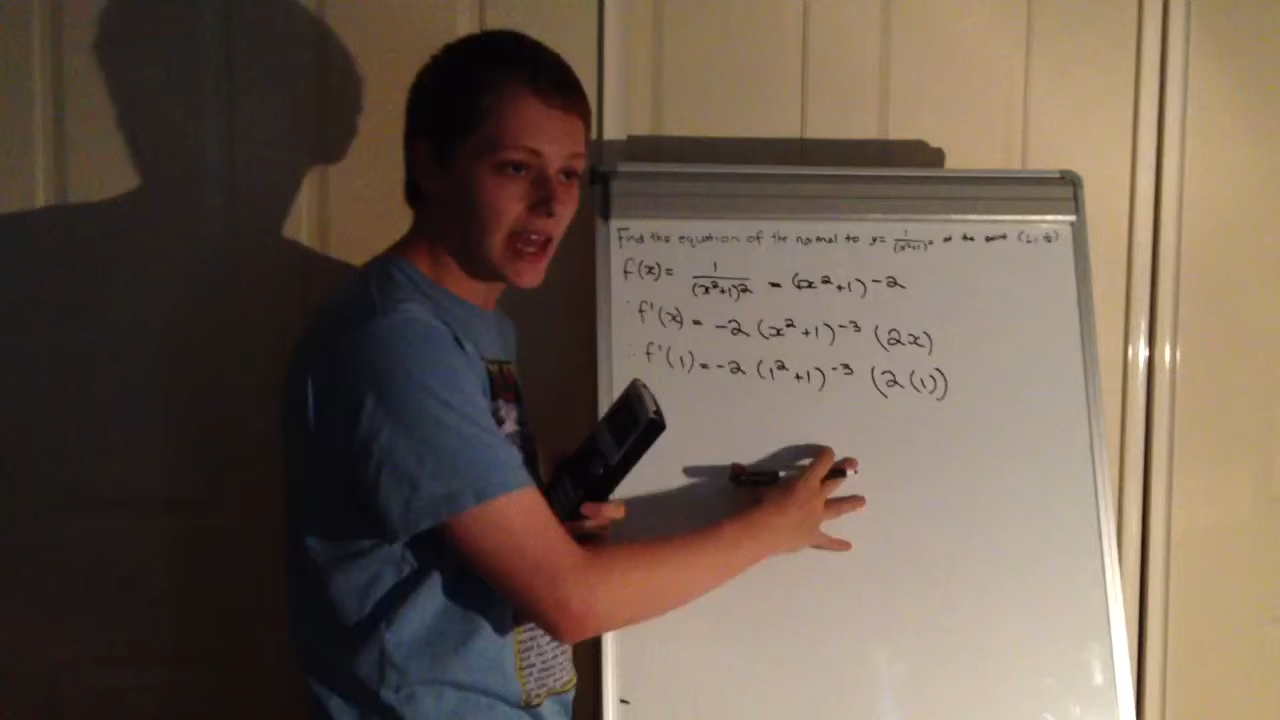 Find the equation of the normal to y = 1/(x²+1)² at the point (1, 1/4)
f(x) = 1/(x²+1)² = (x²+1)-2
∴ f'(x) = -2 (x²+1)⁻³ (2x)
∴ f'(1) = -2 (1²+1)⁻³ (2(1))